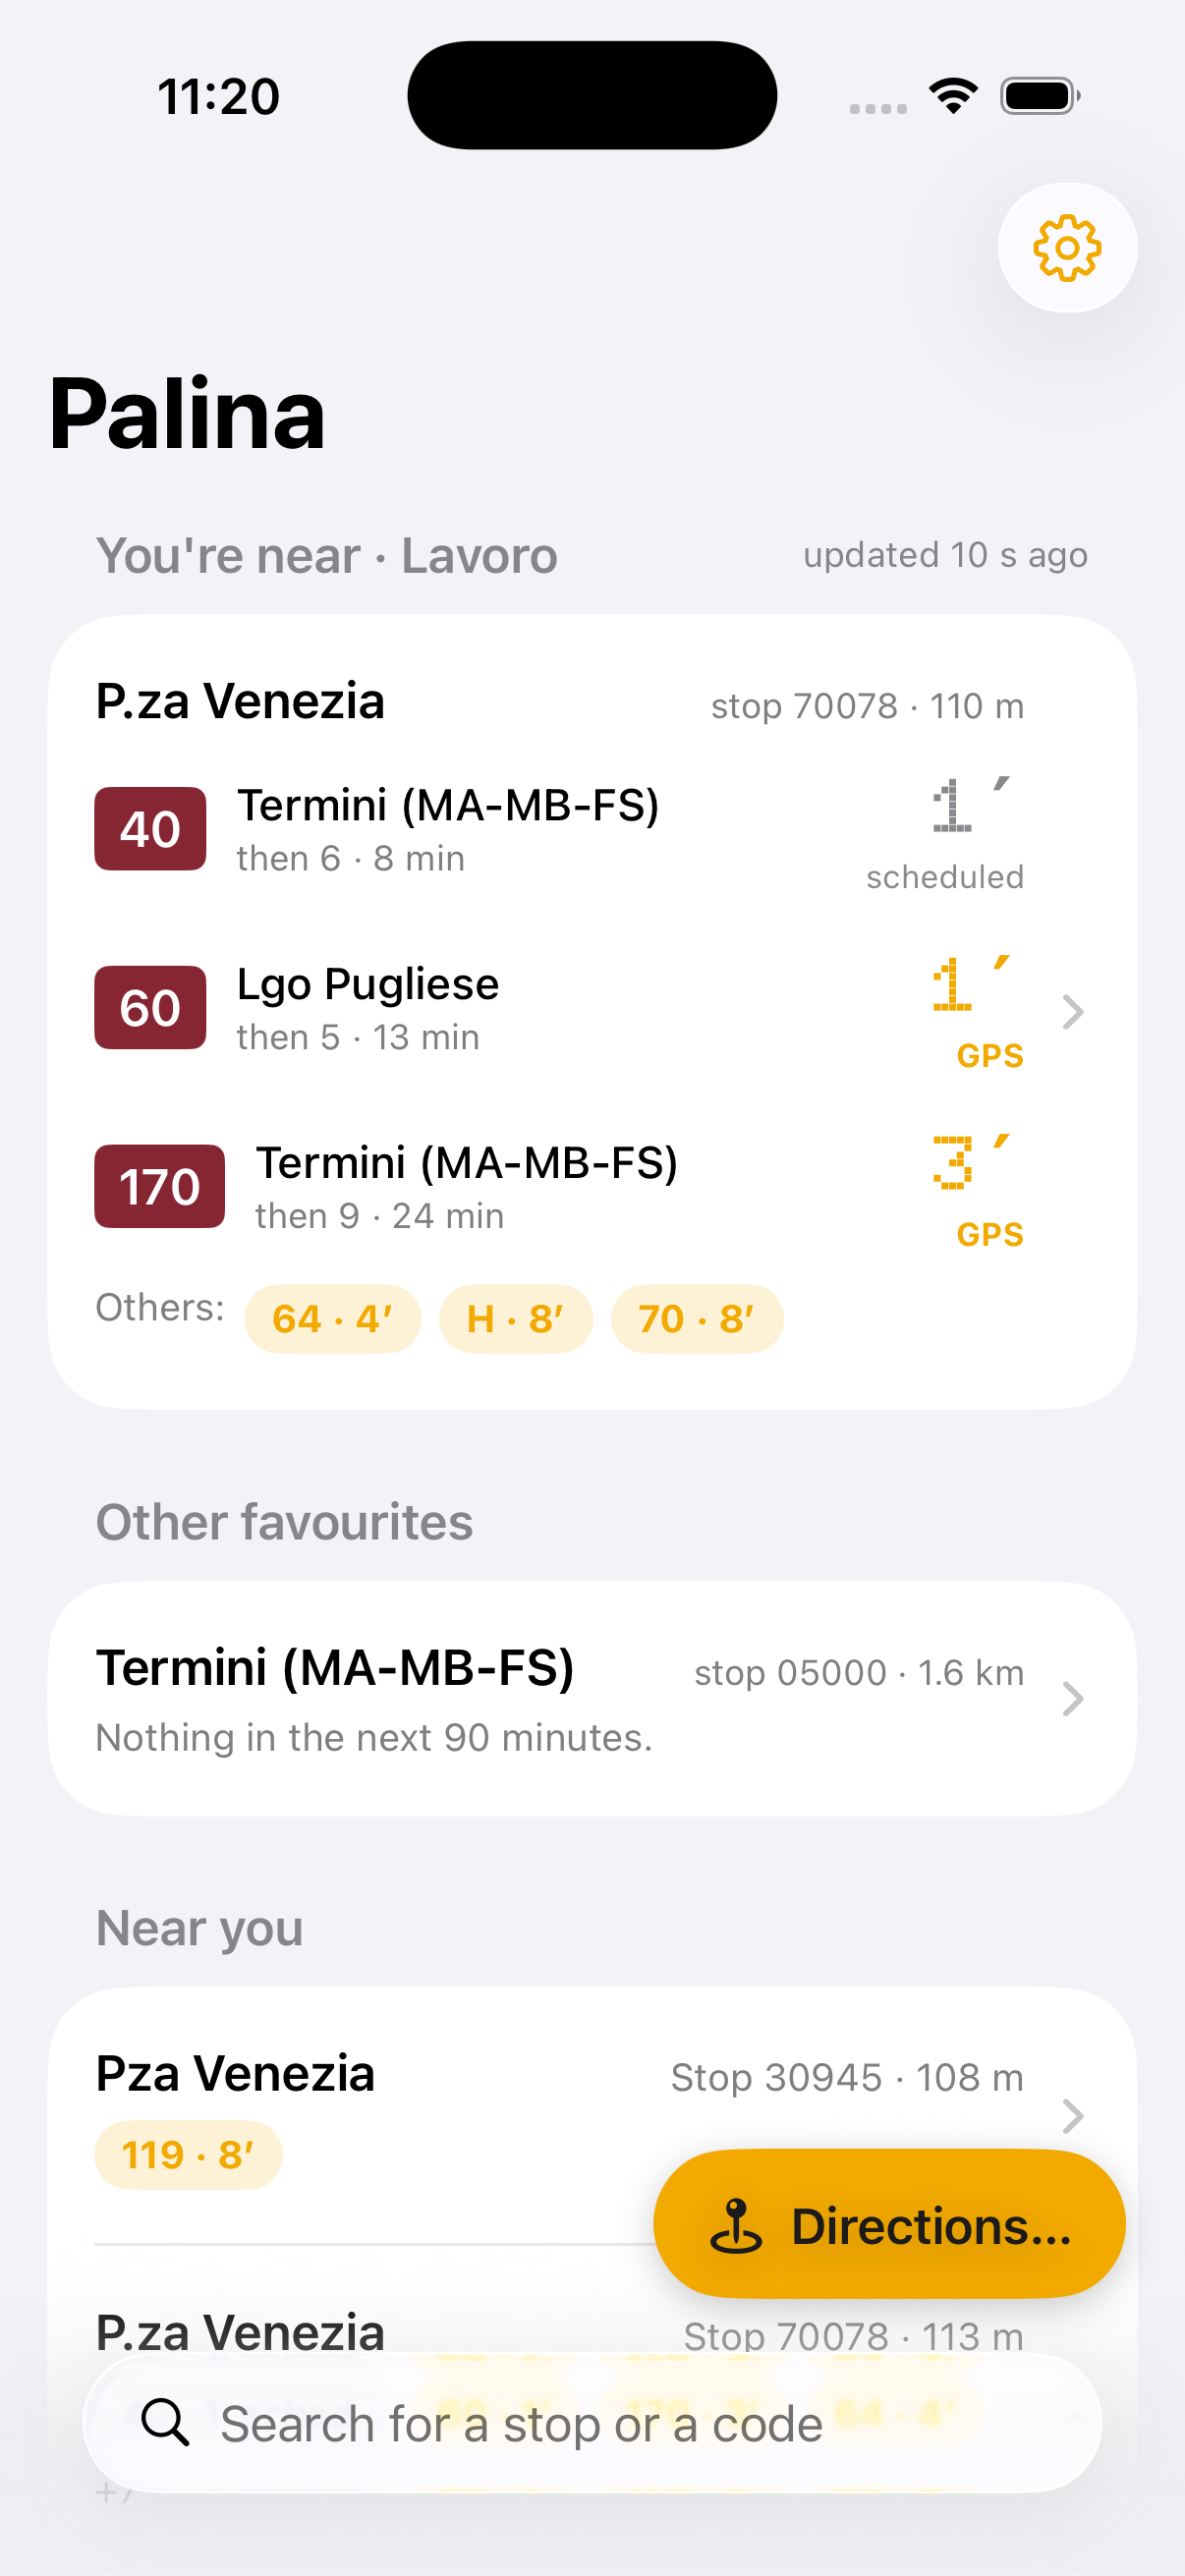 11:20
Palina
You're near · Lavoro
updated 10 s ago
P.za Venezia
stop 70078 · 110 m
40
Termini (MA-MB-FS)
then 6 · 8 min
1′
scheduled
60
Lgo Pugliese
then 5 · 13 min
1′
GPS
170
Termini (MA-MB-FS)
then 9 · 24 min
3′
GPS
Others: 64 · 4′ H · 8′ 70 · 8′
Other favourites
Termini (MA-MB-FS)
stop 05000 · 1.6 km
Nothing in the next 90 minutes.
Near you
Pza Venezia
Stop 30945 · 108 m
119 · 8′
Directions...
P.za Venezia
Stop 70078 · 113 m
64 · 4′
Search for a stop or a code